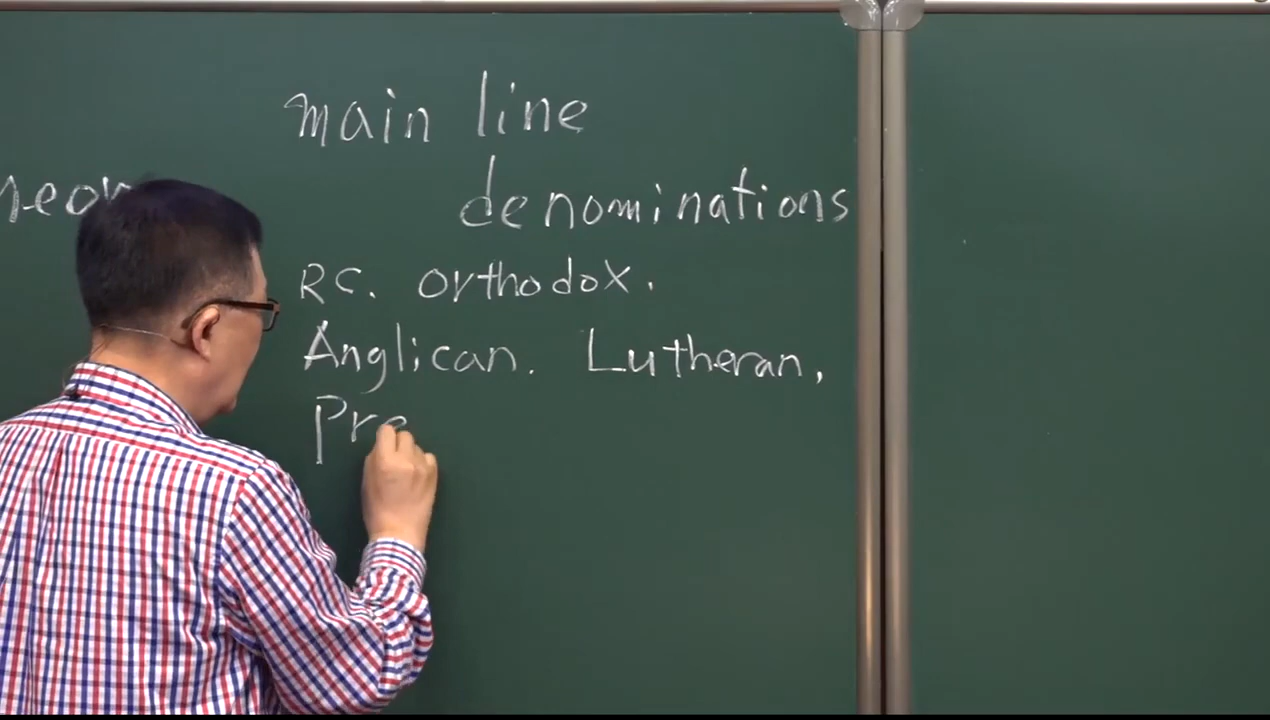 main line
denominations
RC. Orthodox.
Anglican. Lutheran,
Pre